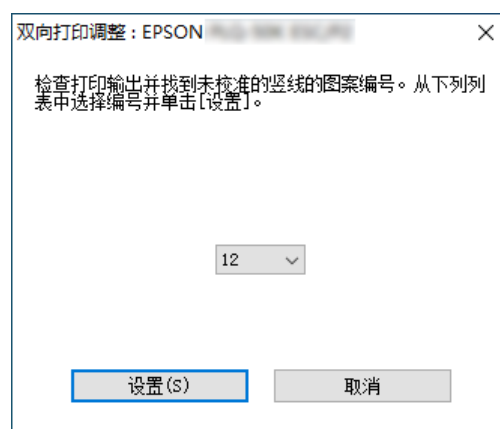 双向打印调整：EPSON
检查打印输出并找到未校准的竖线的图案编号。从下列列
表中选择编号并单击[设置]。
12
设置(S)
取消